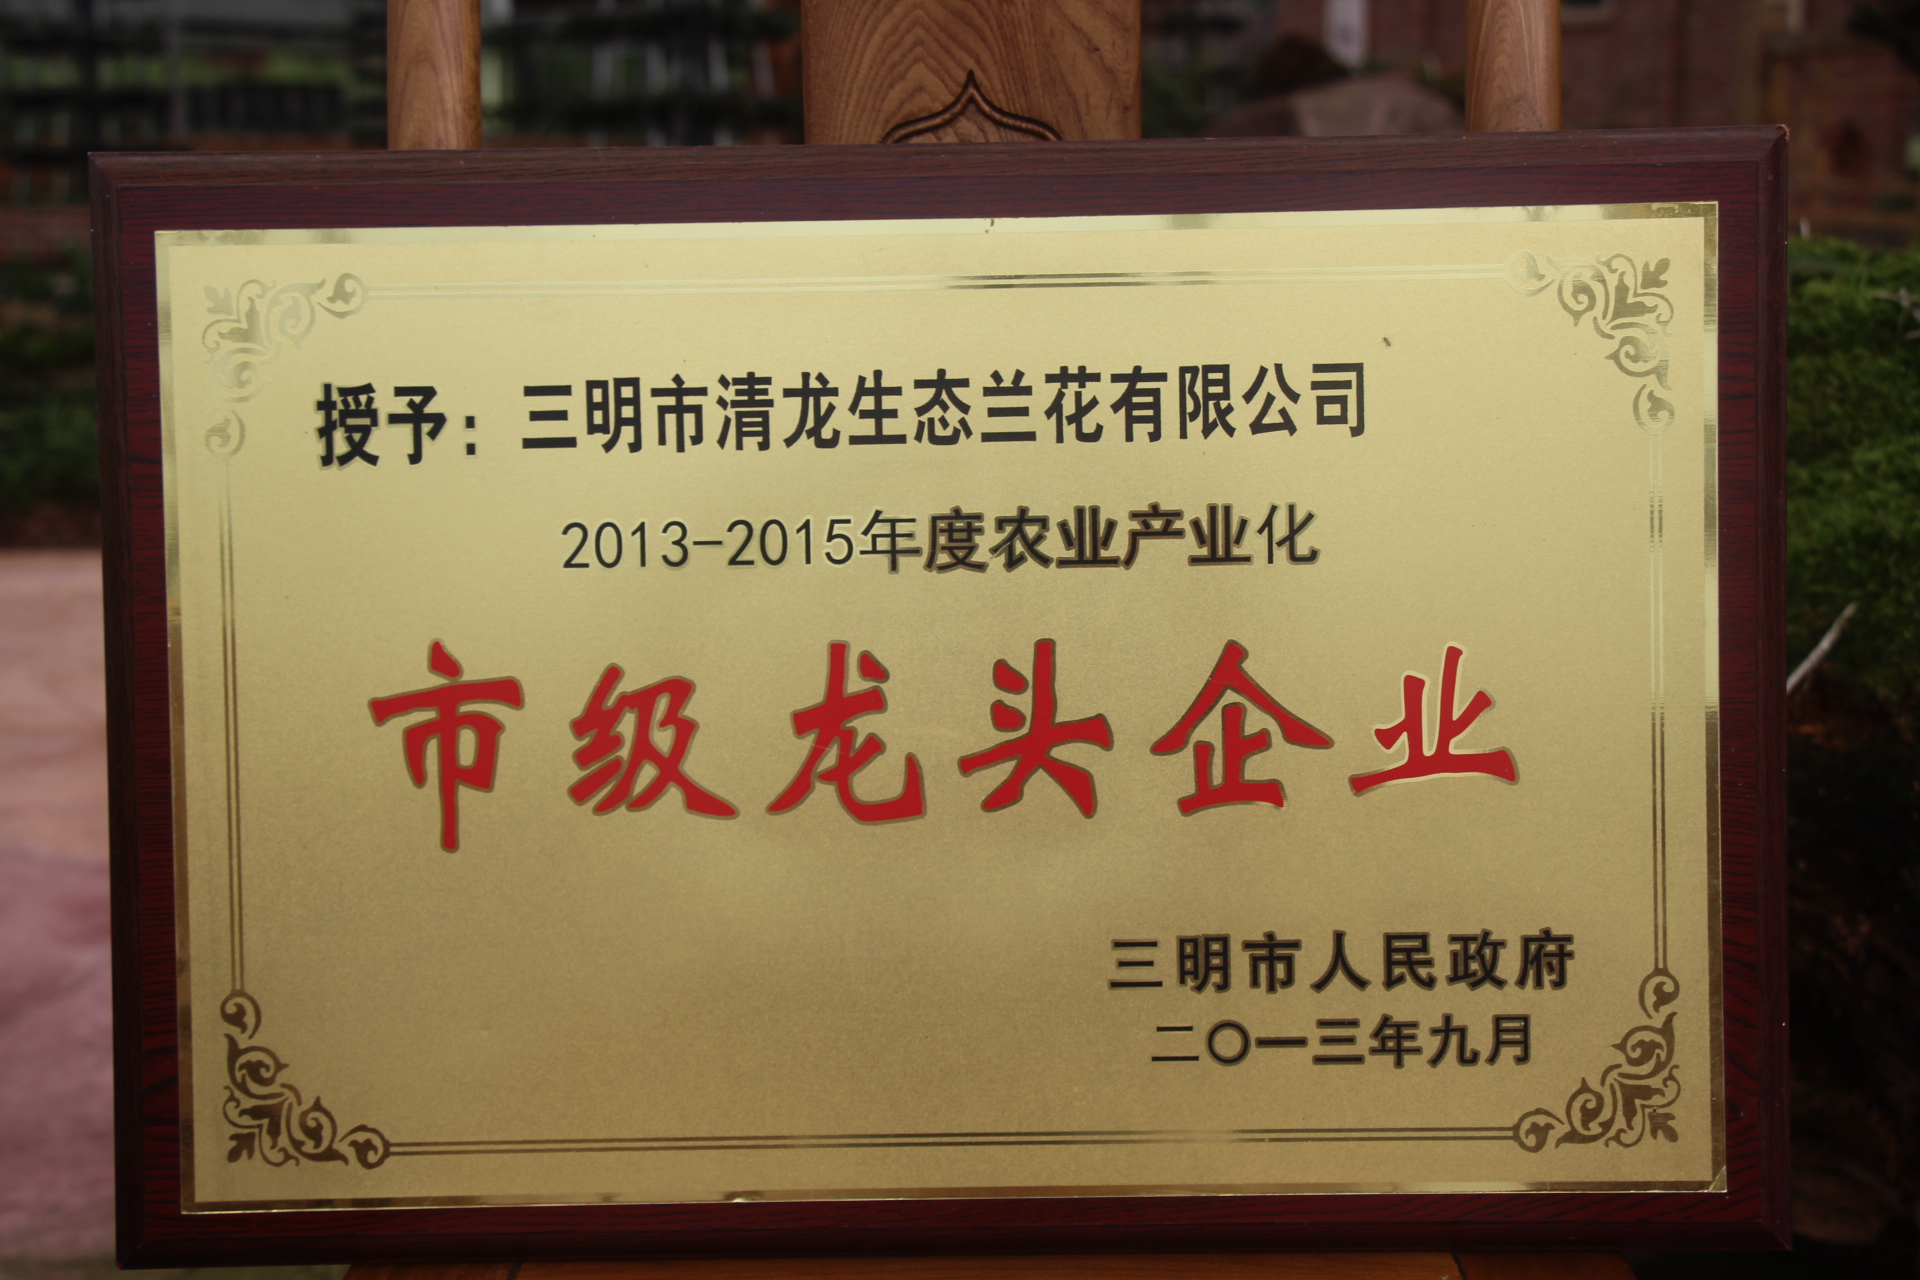 授予：三明市清龙生态兰花有限公司
2013-2015年度农业产业化
市级龙头企业
三明市人民政府
二〇一三年九月